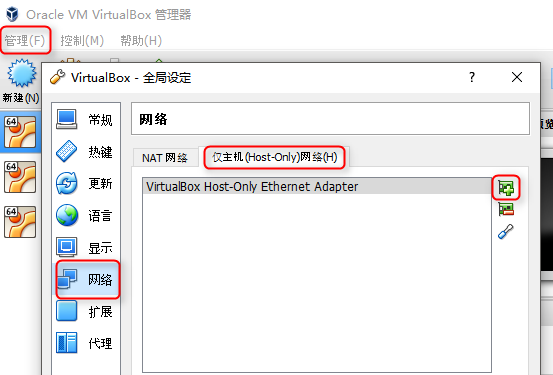 Oracle VM VirtualBox 管理器
管理(F) 控制(M) 帮助(H)
新建(N)
VirtualBox - 全局设定
? ×
常规
热键
更新
语言
显示
网络
扩展
代理
网络
NAT 网络 仅主机(Host-Only)网络(H)
VirtualBox Host-Only Ethernet Adapter
64
64
64
预览